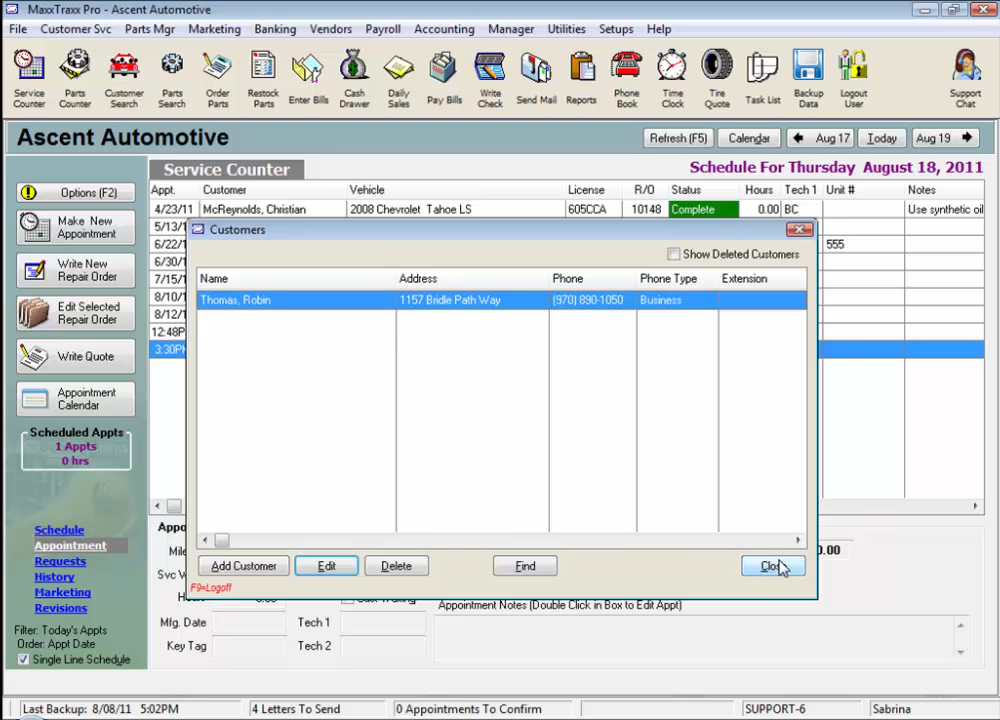 MaxxTraxx Pro - Ascent Automotive
File Customer Svc Parts Mgr Marketing Banking Vendors Payroll Accounting Manager Utilities Setups Help
Service Counter
Parts Counter
Customer Search
Parts Search
Order Parts
Restock Parts
Enter Bills
Cash Drawer
Daily Sales
Pay Bills
Write Check
Send Mail
Reports
Phone Book
Time Clock
Tire Quote
Task List
Backup Data
Logout User
Support Chat
Ascent Automotive
Refresh (F5) Calendar Aug 17 Today Aug 19
Service Counter
Schedule For Thursday August 18, 2011
Options (F2)
Make New Appointment
Write New Repair Order
Edit Selected Repair Order
Write Quote
Appointment Calendar
Scheduled Appts
1 Appts
0 hrs
Schedule
Appointment
Requests
History
Marketing
Revisions
Filter: Today's Appts
Order: Appt Date
Single Line Schedule
Appt. Customer Vehicle License R/O Status Hours Tech 1 Unit # Notes
4/23/11 McReynolds, Christian 2008 Chevrolet Tahoe LS 605CCA 10148 Complete 0.00 BC Use synthetic oil
5/13/
6/22/1 555
6/30/
7/15/
8/10/
8/12/
12:48P
3:30PM
Customers
Show Deleted Customers
Name Address Phone Phone Type Extension
Thomas, Robin 1157 Bridle Path Way (970) 890-1050 Business
Add Customer Edit Delete Find Clo
F9=Logoff
Appo
Mile
Svc
0.00
Appointment Notes (Double Click in Box to Edit Appt)
Mfg. Date Tech 1
Key Tag Tech 2
Last Backup: 8/08/11 5:02PM 4 Letters To Send 0 Appointments To Confirm SUPPORT-6 Sabrina